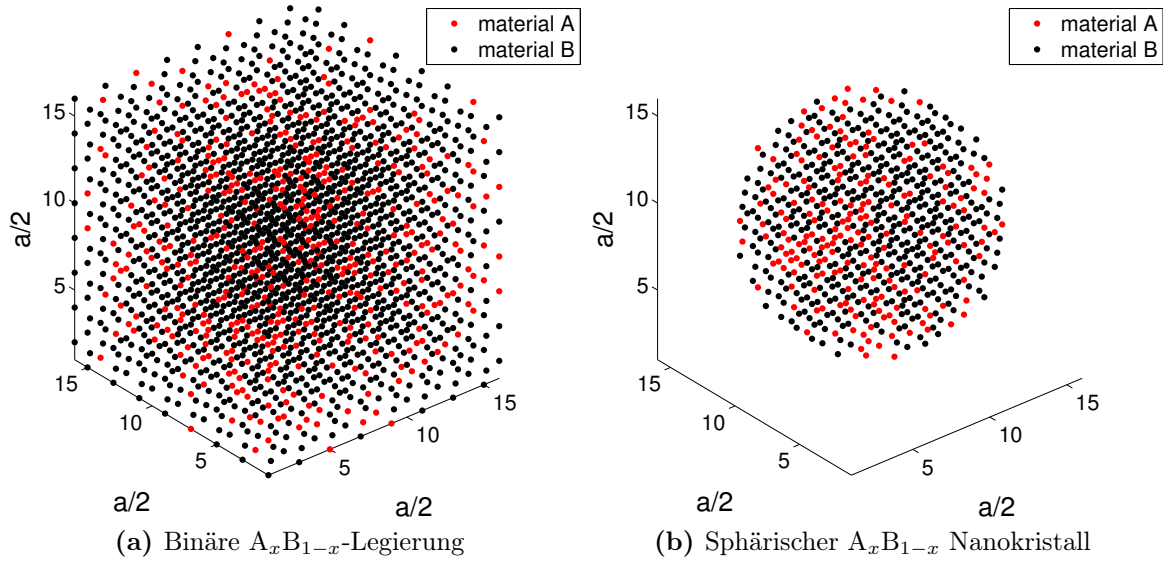 material A
material B
15
10
5
a/2
15
10
5
5
10
15
a/2
a/2
(a) Binäre AₓB₁₋ₓ-Legierung
material A
material B
15
10
5
a/2
15
10
5
5
10
15
a/2
a/2
(b) Sphärischer AₓB₁₋ₓ Nanokristall